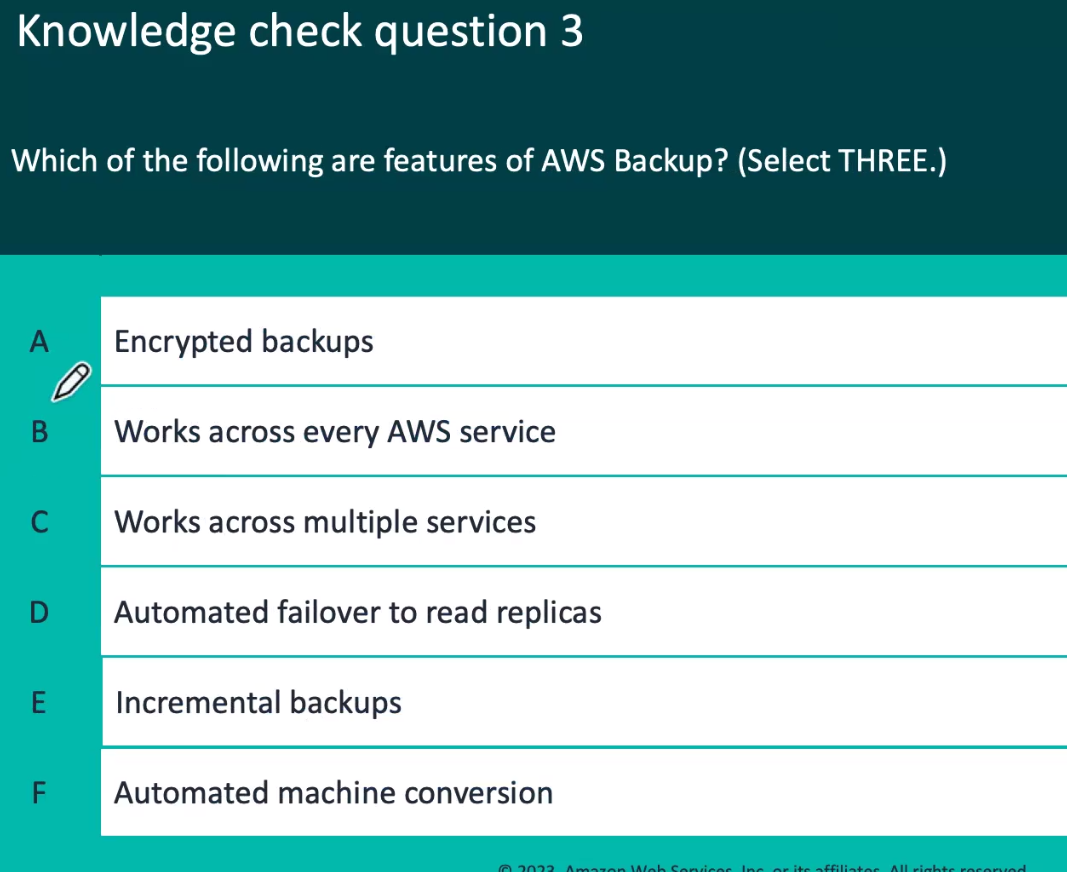 Knowledge check question 3
Which of the following are features of AWS Backup? (Select THREE.)
A Encrypted backups
B Works across every AWS service
C Works across multiple services
D Automated failover to read replicas
E Incremental backups
F Automated machine conversion
© 2023, Amazon Web Services, Inc. or its affiliates. All rights reserved.